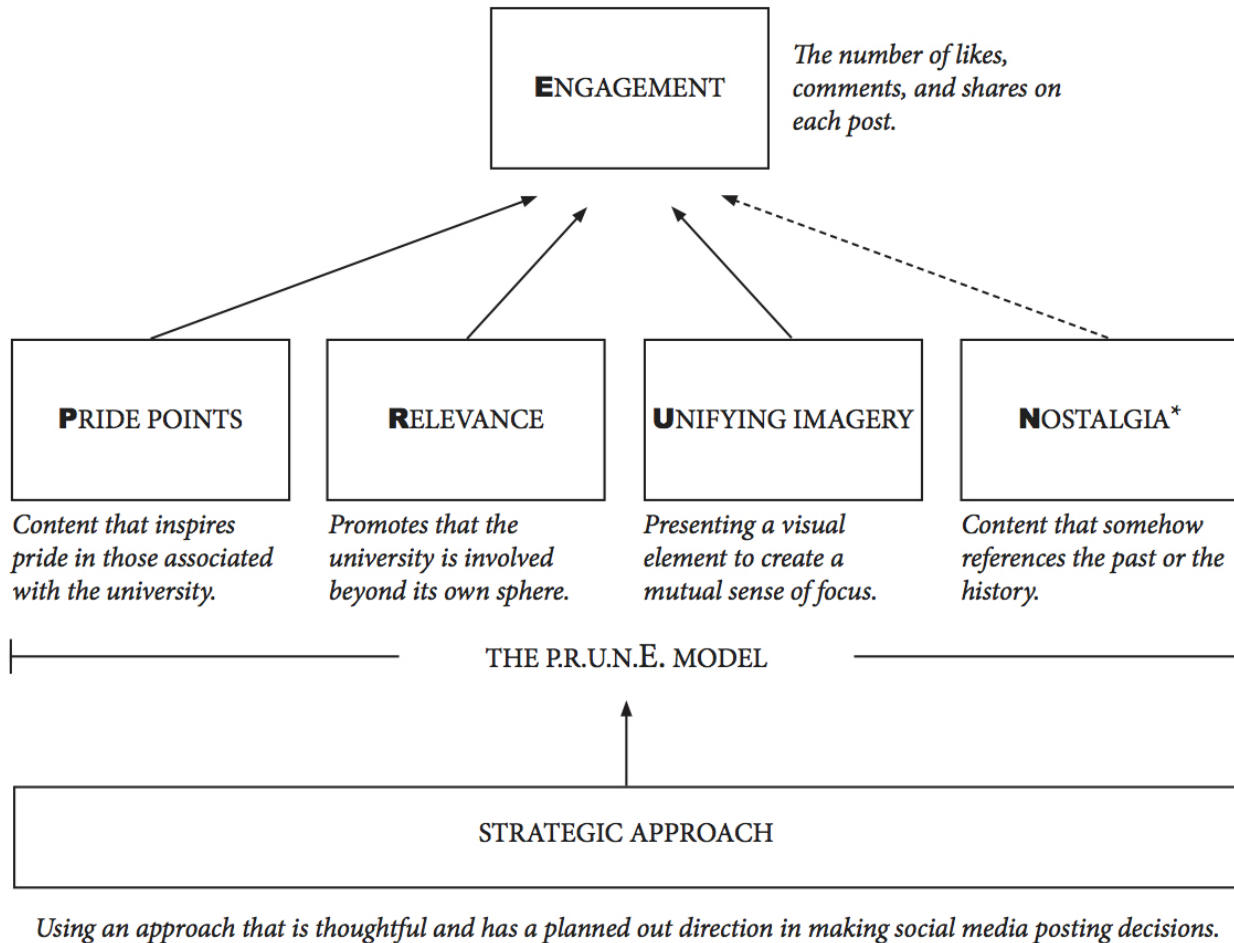 ENGAGEMENT
The number of likes,
comments, and shares on
each post.
PRIDE POINTS
RELEVANCE
UNIFYING IMAGERY
NOSTALGIA*
Content that inspires
pride in those associated
with the university.
Promotes that the
university is involved
beyond its own sphere.
Presenting a visual
element to create a
mutual sense of focus.
Content that somehow
references the past or the
history.
THE P.R.U.N.E. MODEL
STRATEGIC APPROACH
Using an approach that is thoughtful and has a planned out direction in making social media posting decisions.